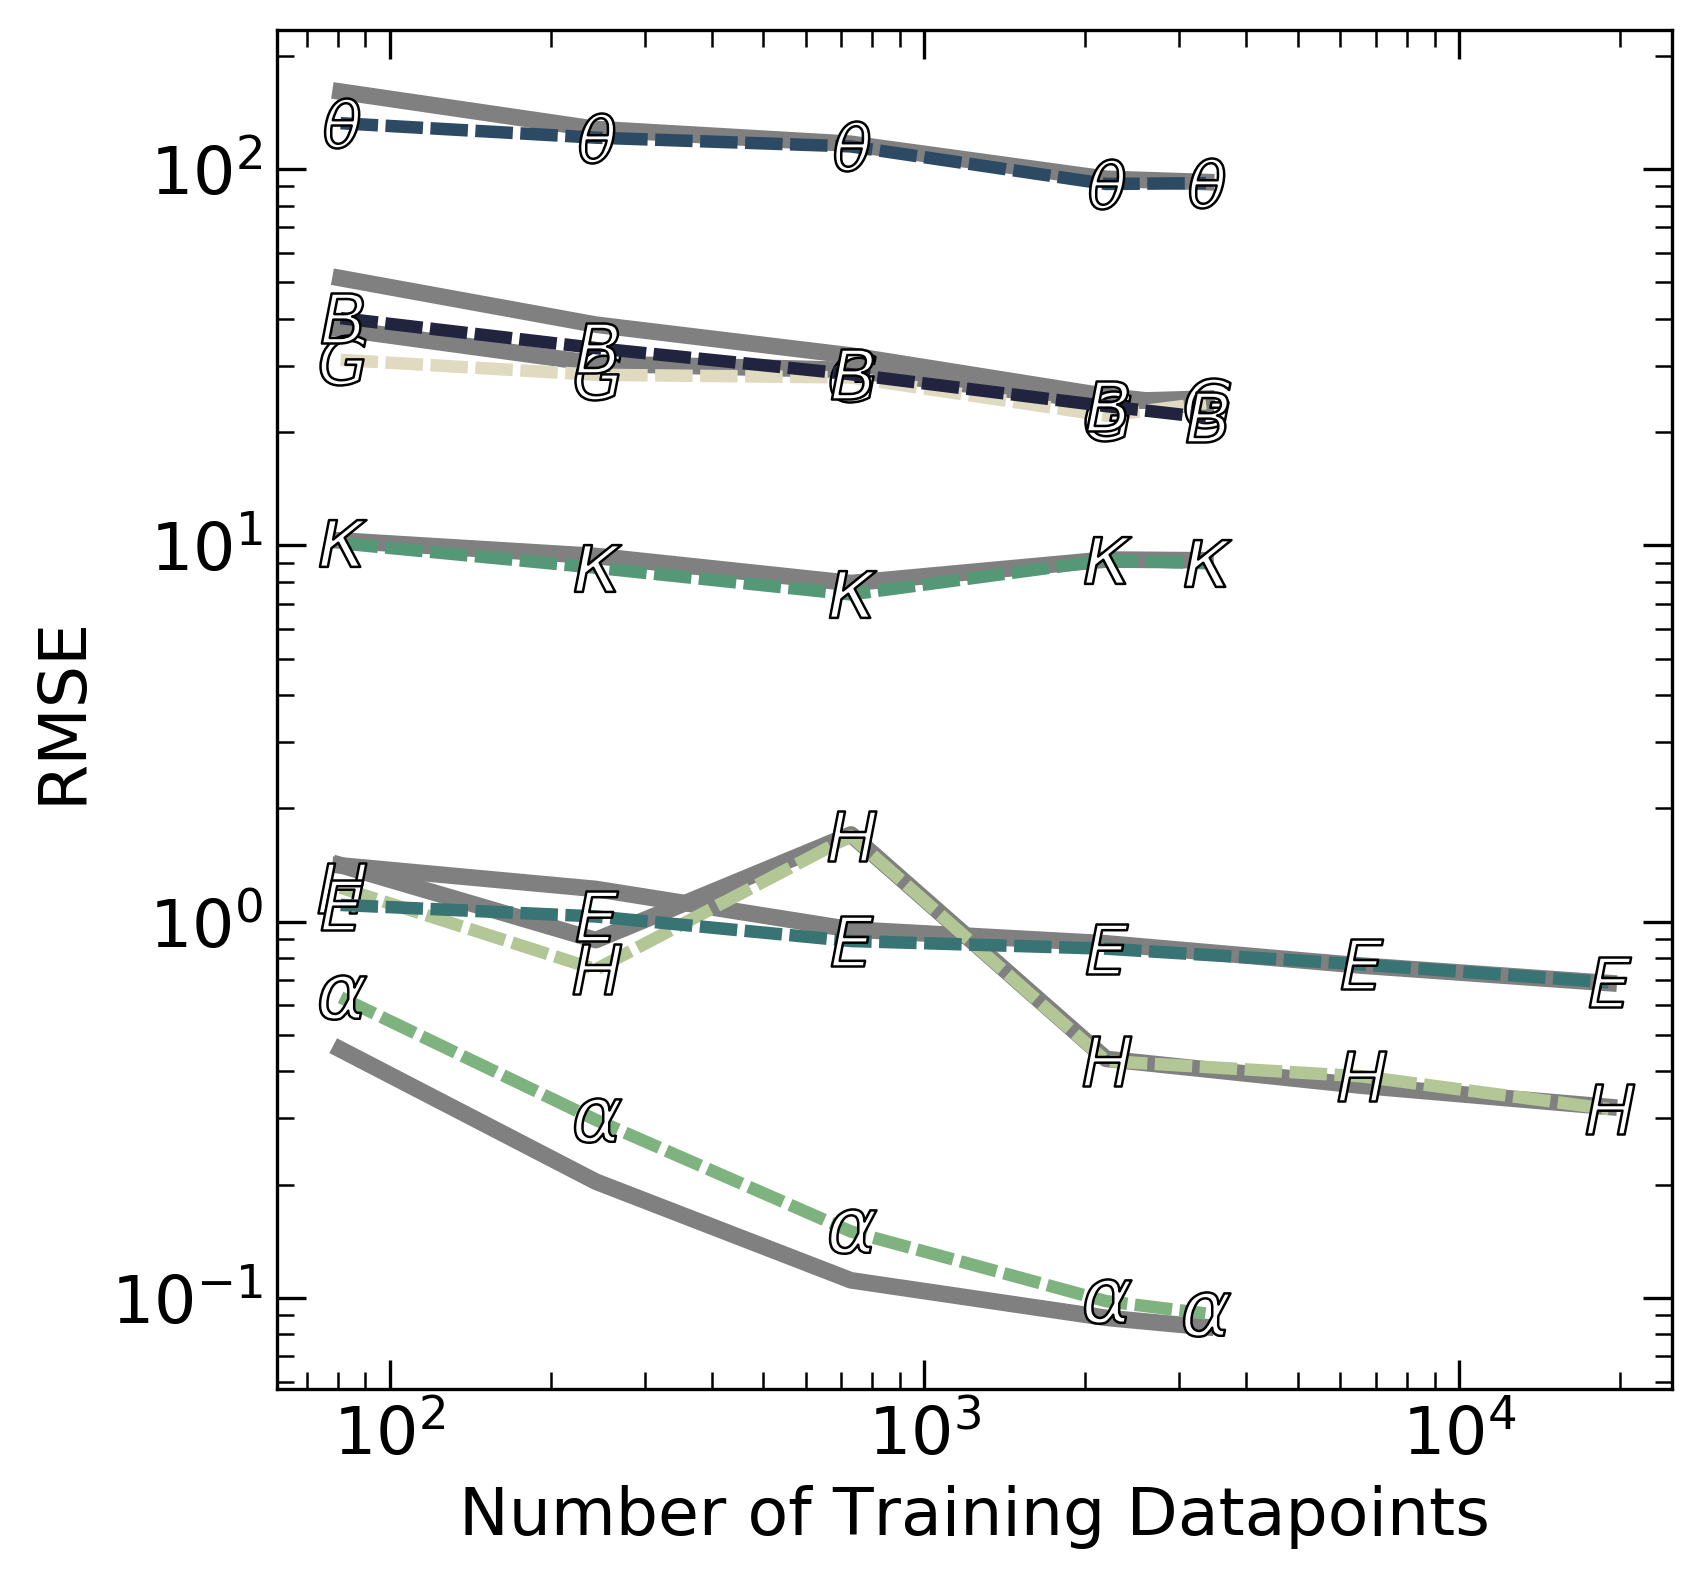 θ θ θ θ θ
10²
B B B B B
G G G G G
10¹
K K K K K
RMSE
H H H H H H
10⁰
E E E E E E
α α α α α
10⁻¹
10² 10³ 10⁴
Number of Training Datapoints